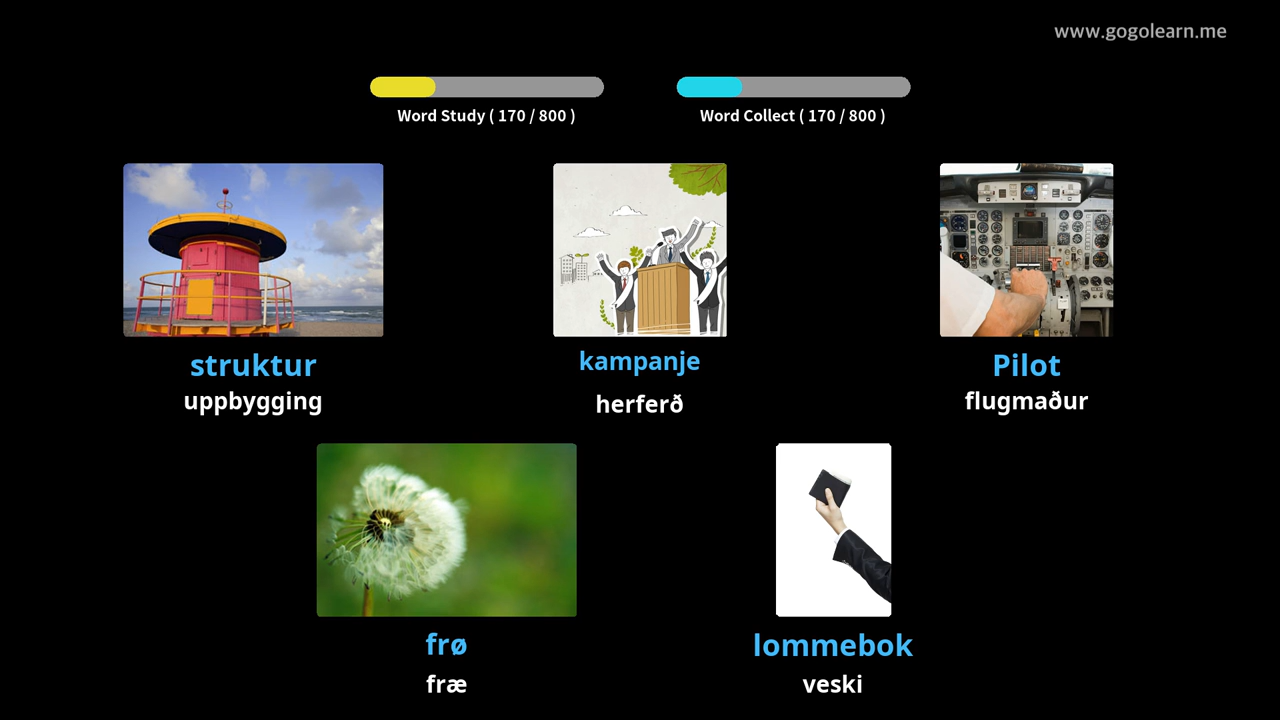 www.gogolearn.me
Word Study ( 170 / 800 )
Word Collect ( 170 / 800 )
struktur
uppbygging
kampanje
herferð
Pilot
flugmaður
frø
fræ
lommebok
veski